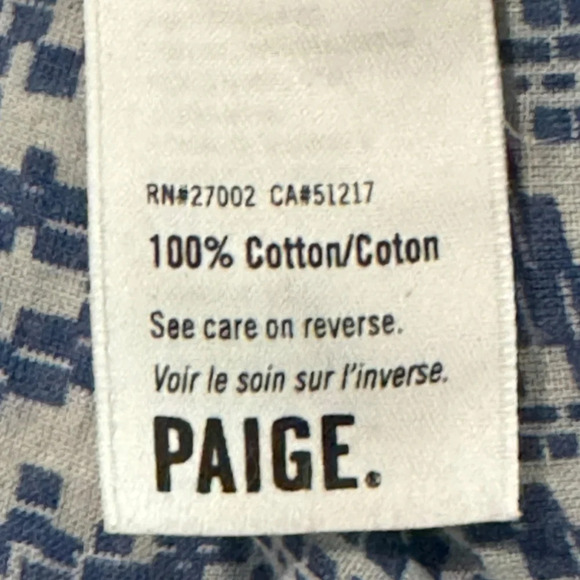 RN#27002 CA#51217
100% Cotton/Coton
See care on reverse.
Voir le soin sur l'inverse.
PAIGE.®